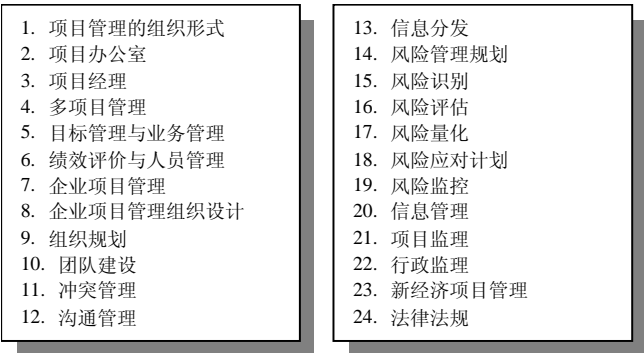 1. 项目管理的组织形式
2. 项目办公室
3. 项目经理
4. 多项目管理
5. 目标管理与业务管理
6. 绩效评价与人员管理
7. 企业项目管理
8. 企业项目管理组织设计
9. 组织规划
10. 团队建设
11. 冲突管理
12. 沟通管理
13. 信息分发
14. 风险管理规划
15. 风险识别
16. 风险评估
17. 风险量化
18. 风险应对计划
19. 风险监控
20. 信息管理
21. 项目监理
22. 行政监理
23. 新经济项目管理
24. 法律法规